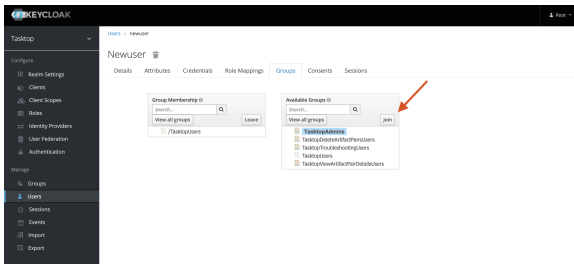 KEYCLOAK
Root
Tasktop
Users > newuser
Newuser
Configure
Realm Settings
Clients
Client Scopes
Roles
Identity Providers
User Federation
Authentication
Manage
Groups
Users
Sessions
Events
Import
Export
Details Attributes Credentials Role Mappings Groups Consents Sessions
Group Membership
Search...
View all groups Leave
/TasktopUsers
Available Groups
Search...
View all groups Join
TasktopAdmins
TasktopDeleteArtifactPairsUsers
TasktopTroubleshootingUsers
TasktopUsers
TasktopViewArtifactPairDetailsUsers